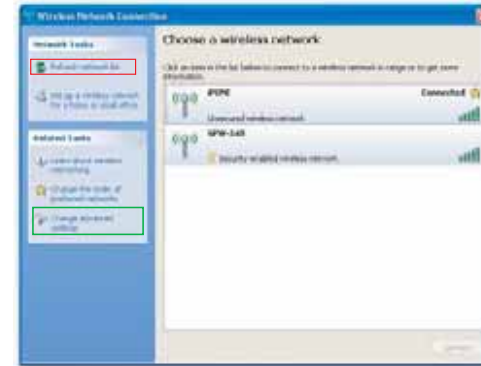 Wireless Network Connection
Network Tasks
Refresh network list
Set up a wireless network
for a home or small office
Related Tasks
Learn about wireless
networking
Change the order of
preferred networks
Change advanced
settings
Choose a wireless network
Click an item in the list below to connect to a wireless network in range or to get more
information.
Connected
Unsecured wireless network
Security-enabled wireless network